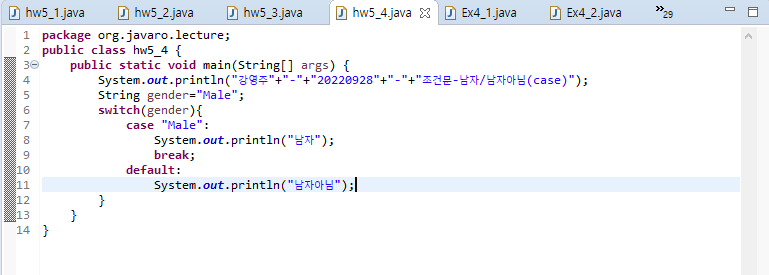 hw5_1.java hw5_2.java hw5_3.java hw5_4.java Ex4_1.java Ex4_2.java »29
1 package org.javaro.lecture;
2 public class hw5_4 {
3 public static void main(String[] args) {
4 System.out.println("강영주"+"-"+"20220928"+"-"+"조건문-남자/남자아님(case)");
5 String gender="Male";
6 switch(gender){
7 case "Male":
8 System.out.println("남자");
9 break;
10 default:
11 System.out.println("남자아님");
12 }
13 }
14 }